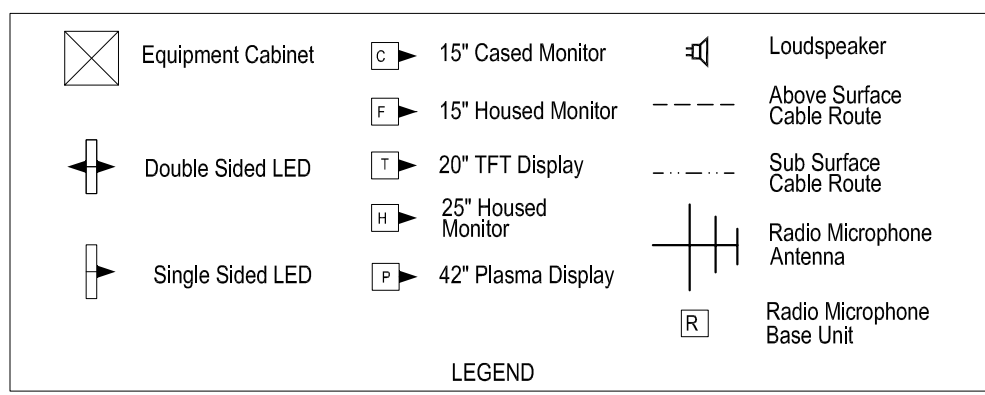 Equipment Cabinet
Double Sided LED
Single Sided LED
C
15" Cased Monitor
F
15" Housed Monitor
T
20" TFT Display
H
25" Housed
Monitor
P
42" Plasma Display
Loudspeaker
Above Surface
Cable Route
Sub Surface
Cable Route
Radio Microphone
Antenna
R
Radio Microphone
Base Unit
LEGEND